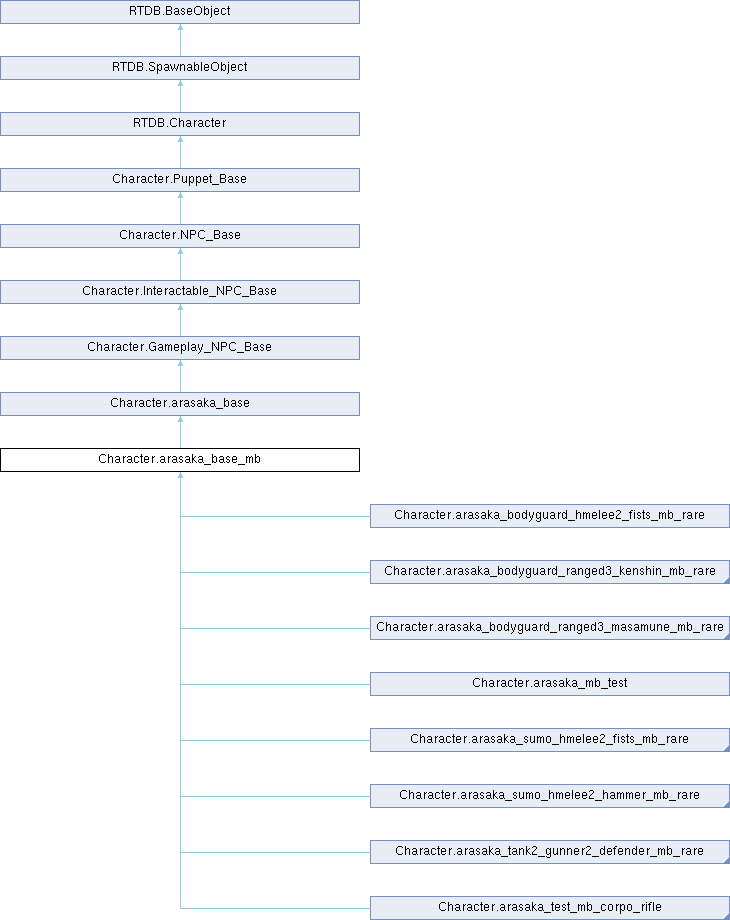 RTDB.BaseObject
RTDB.SpawnableObject
RTDB.Character
Character.Puppet_Base
Character.NPC_Base
Character.Interactable_NPC_Base
Character.Gameplay_NPC_Base
Character.arasaka_base
Character.arasaka_base_mb
Character.arasaka_bodyguard_hmelee2_fists_mb_rare
Character.arasaka_bodyguard_ranged3_kenshin_mb_rare
Character.arasaka_bodyguard_ranged3_masamune_mb_rare
Character.arasaka_mb_test
Character.arasaka_sumo_hmelee2_fists_mb_rare
Character.arasaka_sumo_hmelee2_hammer_mb_rare
Character.arasaka_tank2_gunner2_defender_mb_rare
Character.arasaka_test_mb_corpo_rifle